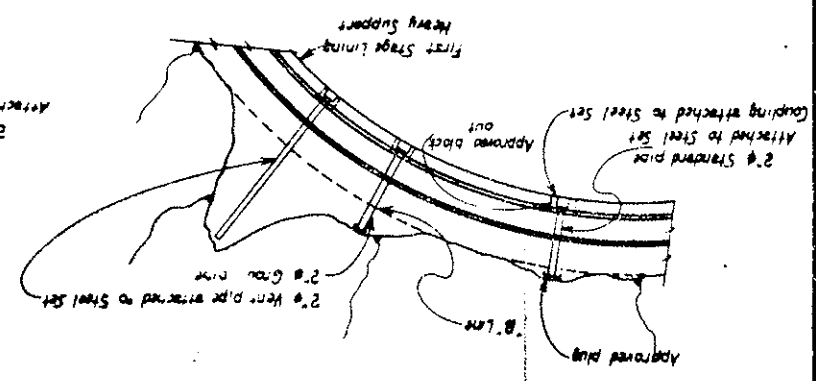 Approved plug
"B" Line
2"ø Vent pipe attached to Steel Set
2"ø Grout pipe
2"ø Standard pipe
Attached to Steel Set
Coupling attached to Steel Set
Approved block
out
First Stage Lining
Heavy Support
Attach